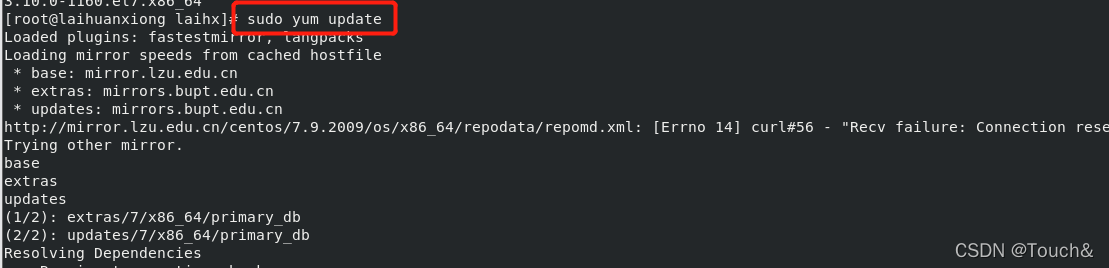 3.10.0-1160.el7.x86_64
[root@laihuanxiong laihx]# sudo yum update
Loaded plugins: fastestmirror, langpacks
Loading mirror speeds from cached hostfile
 * base: mirror.lzu.edu.cn
 * extras: mirrors.bupt.edu.cn
 * updates: mirrors.bupt.edu.cn
http://mirror.lzu.edu.cn/centos/7.9.2009/os/x86_64/repodata/repomd.xml: [Errno 14] curl#56 - "Recv failure: Connection rese
Trying other mirror.
base
extras
updates
(1/2): extras/7/x86_64/primary_db
(2/2): updates/7/x86_64/primary_db
Resolving Dependencies
CSDN @Touch&